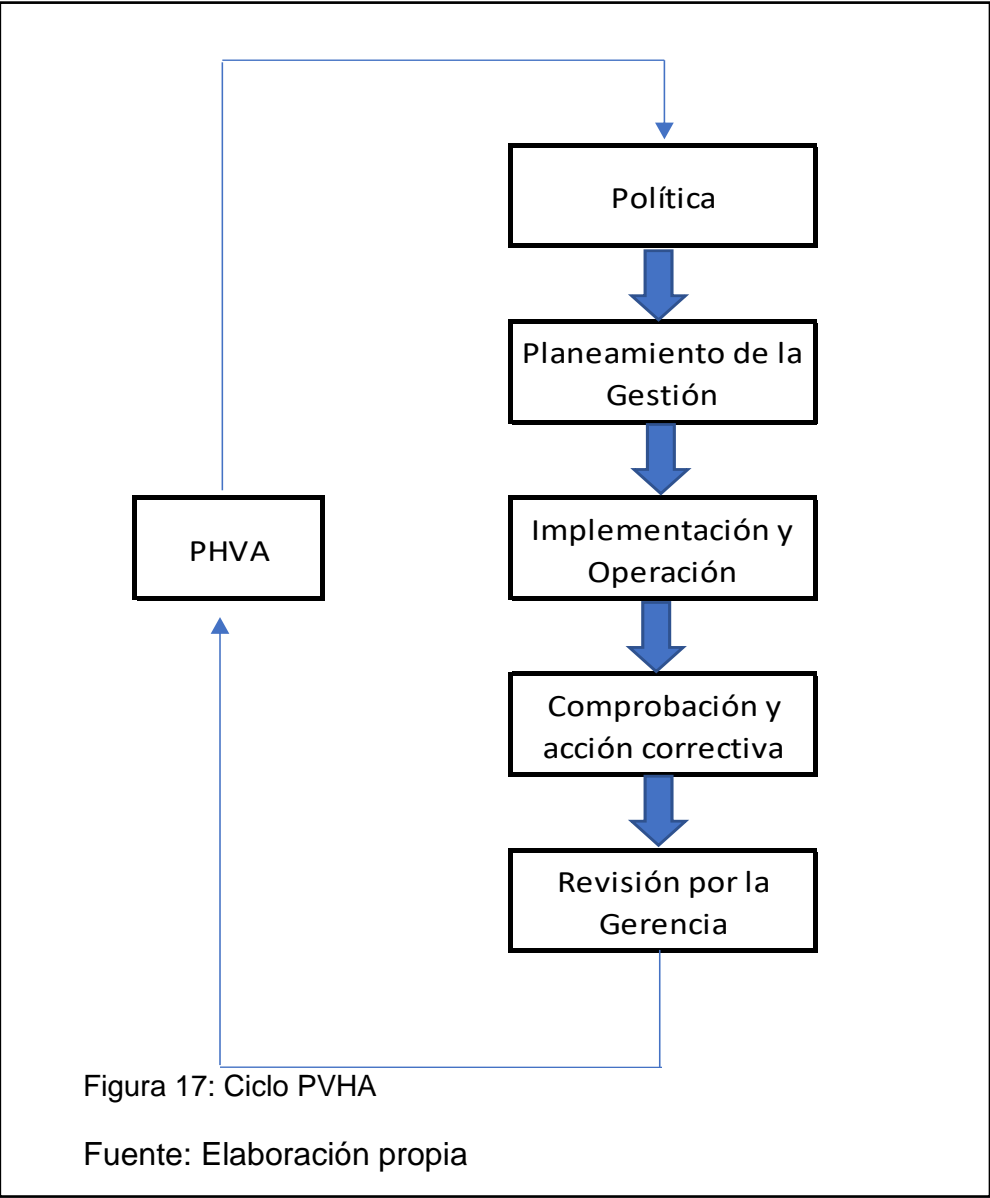 Política
Planeamiento de la
Gestión
Implementación y
Operación
PHVA
Comprobación y
acción correctiva
Revisión por la
Gerencia
Figura 17: Ciclo PVHA
Fuente: Elaboración propia